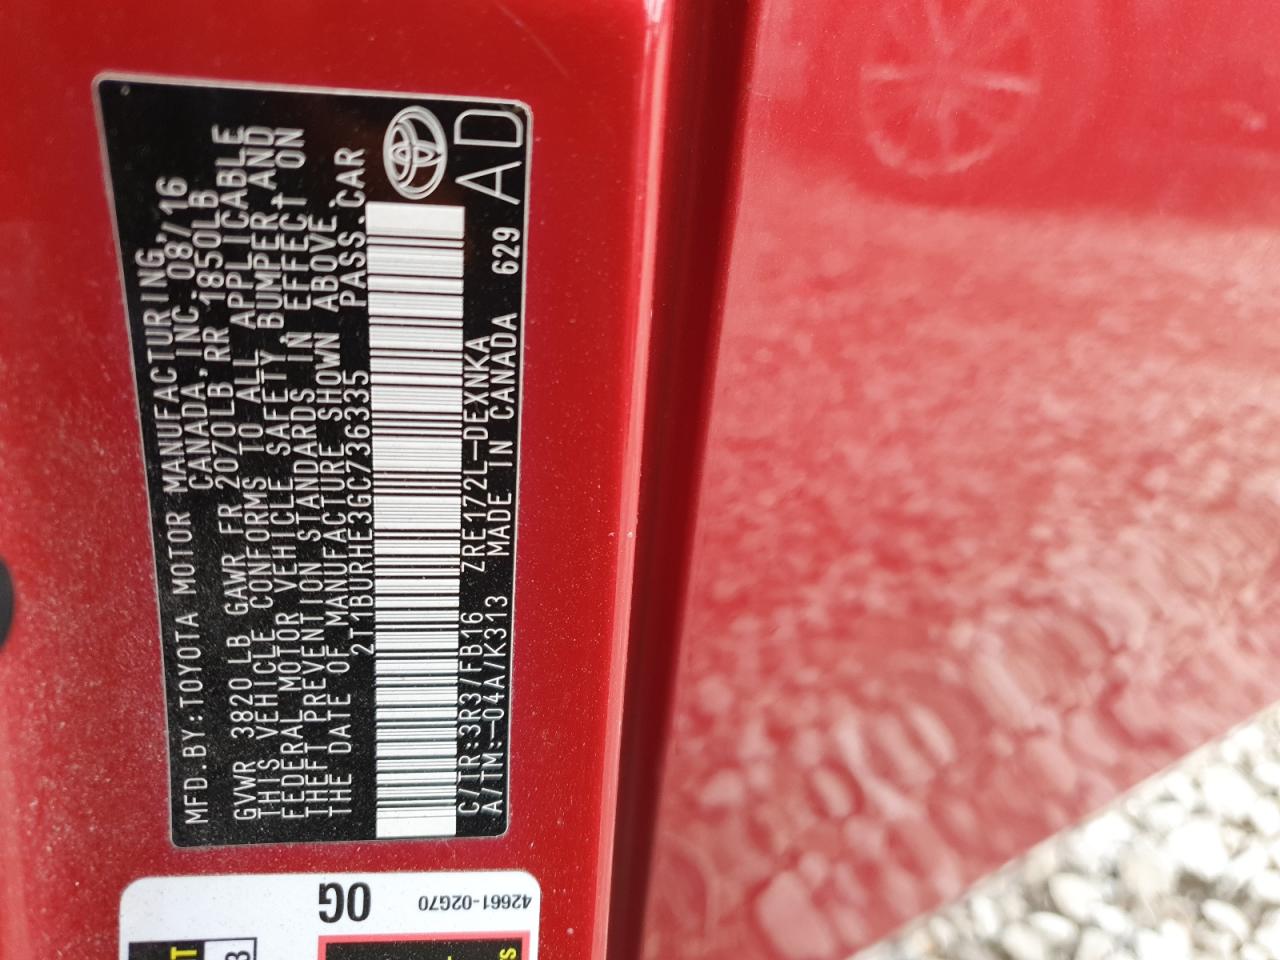 MFD.BY:TOYOTA MOTOR MANUFACTURING,
CANADA,INC. 08/16
GVWR 3820 LB GAWR FR 2070LB RR 1850LB
THIS VEHICLE CONFORMS TO ALL APPLICABLE
FEDERAL MOTOR VEHICLE SAFETY, BUMPER, AND
THEFT PREVENTION STANDARDS IN EFFECT ON
THE DATE OF MANUFACTURE SHOWN ABOVE.
2T1BURHE3GC736335 PASS.CAR
C/TR:3R3/FB16 ZRE172L-DEXNKA
A/TM:-04A/K313 MADE IN CANADA 629
AD
0G
42661-02G70